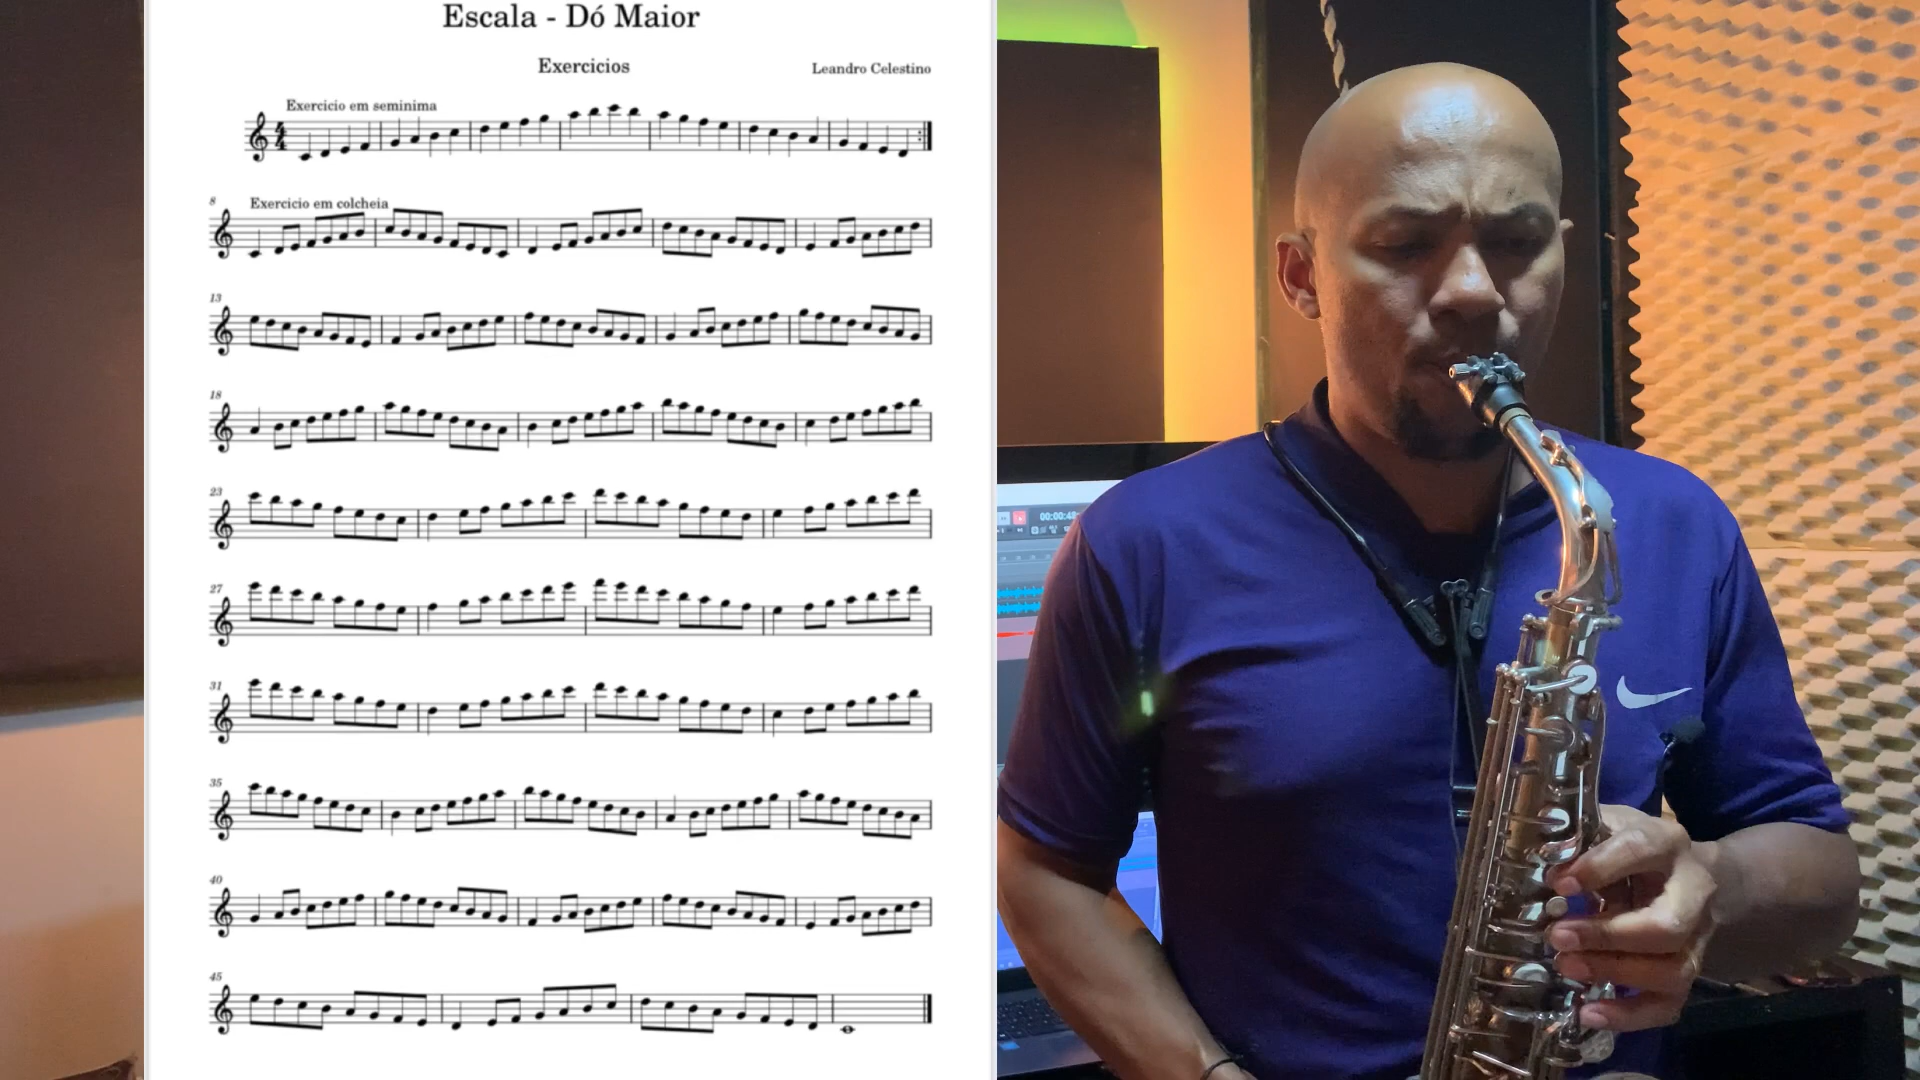 Escala - Dó Maior
Exercicios
Leandro Celestino
Exercicio em seminima
8
Exercicio em colcheia
13
18
23
27
31
35
40
45